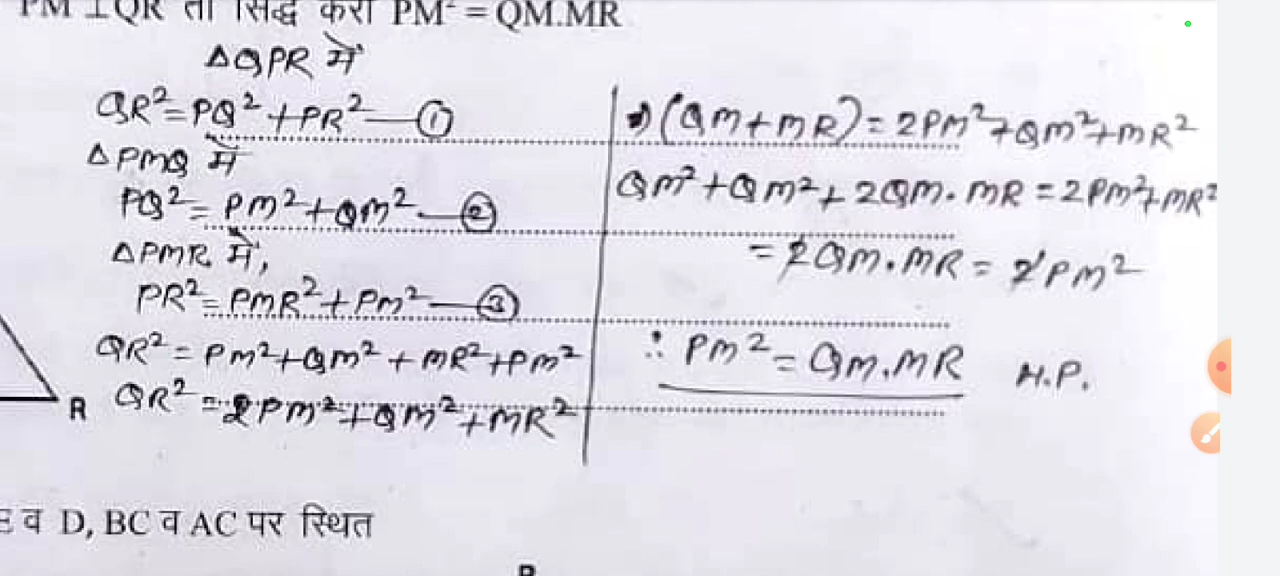 PM ⊥ QR तो सिद्ध करो PM² = QM.MR
ΔQPR में
QR² = PQ² + PR² — ①
ΔPMQ में
PQ² = PM² + QM² — ②
ΔPMR में,
PR² = PMR² + PM² — ③
QR² = PM² + QM² + MR² + PM²
QR² = 2PM² + QM² + MR²
(QM + MR) = 2PM² + QM² + MR²
QM² + QM² + 2QM . MR = 2PM² + MR²
= 2QM . MR = 2PM²
∴ PM² = QM . MR H.P.
R
E व D, BC व AC पर स्थित